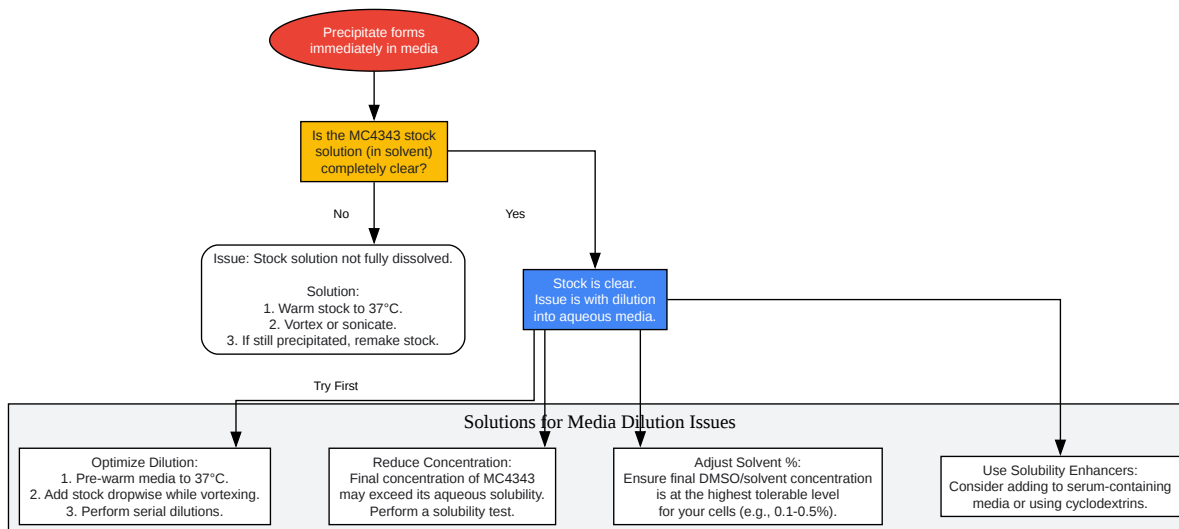 Precipitate forms
immediately in media
Is the MC4343 stock
solution (in solvent)
completely clear?
No
Yes
Issue: Stock solution not fully dissolved.
Solution:
1. Warm stock to 37°C.
2. Vortex or sonicate.
3. If still precipitated, remake stock.
Stock is clear.
Issue is with dilution
into aqueous media.
Try First
Solutions for Media Dilution Issues
Optimize Dilution:
1. Pre-warm media to 37°C.
2. Add stock dropwise while vortexing.
3. Perform serial dilutions.
Reduce Concentration:
Final concentration of MC4343
may exceed its aqueous solubility.
Perform a solubility test.
Adjust Solvent %:
Ensure final DMSO/solvent concentration
is at the highest tolerable level
for your cells (e.g., 0.1-0.5%).
Use Solubility Enhancers:
Consider adding to serum-containing
media or using cyclodextrins.